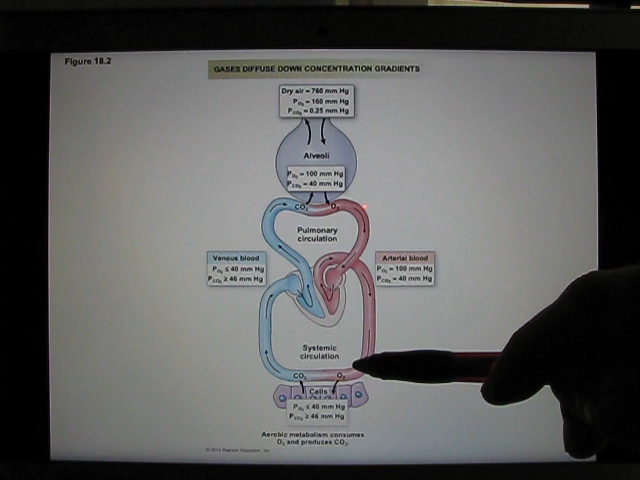 Figure 18.2
GASES DIFFUSE DOWN CONCENTRATION GRADIENTS
Dry air = 760 mm Hg
PO₂ = 160 mm Hg
PCO₂ = 0.25 mm Hg
Alveoli
PO₂ = 100 mm Hg
PCO₂ = 40 mm Hg
CO₂ O₂
Pulmonary
circulation
Venous blood
PO₂ ≤ 40 mm Hg
PCO₂ ≥ 46 mm Hg
Arterial blood
PO₂ = 100 mm Hg
PCO₂ = 40 mm Hg
Systemic
circulation
CO₂ O₂
Cells
PO₂ ≤ 40 mm Hg
PCO₂ ≥ 46 mm Hg
Aerobic metabolism consumes
O₂ and produces CO₂.
Pearson Education, Inc.